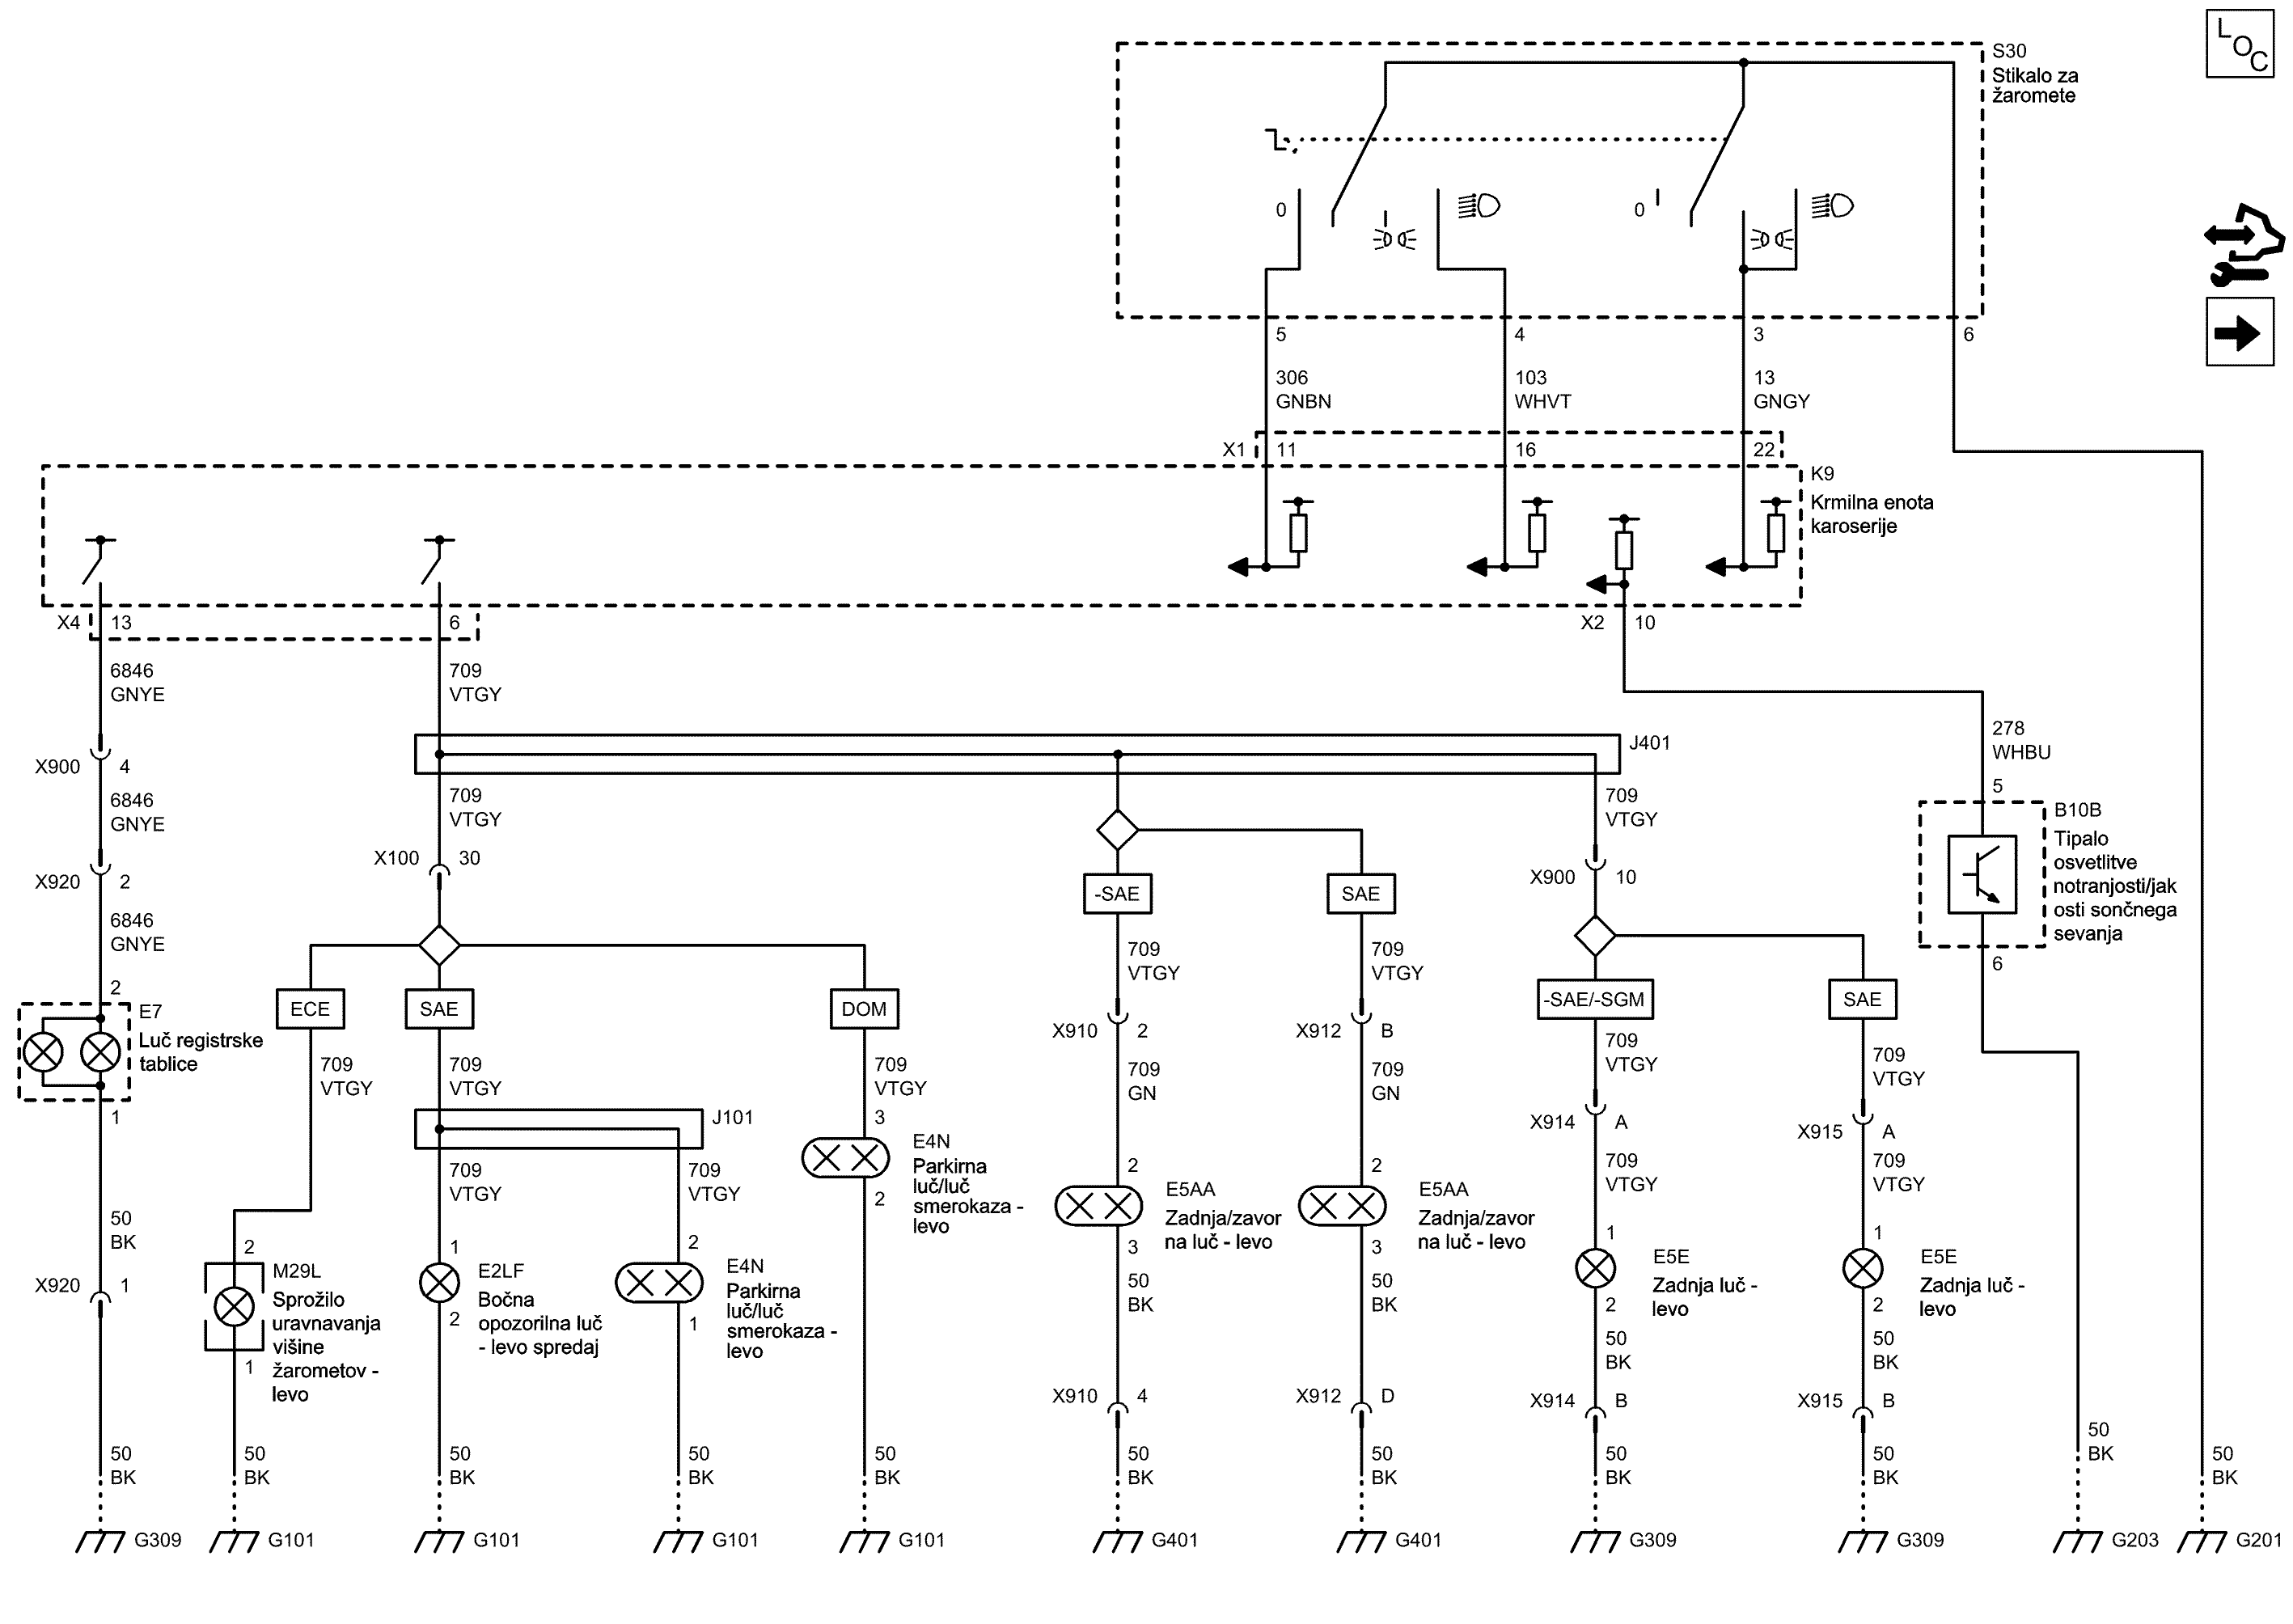 LOC
S30
Stikalo za
žaromete
0
0
5
4
3
6
306
GNBN
103
WHVT
13
GNGY
X1
11
16
22
K9
Krmilna enota
karoserije
X4
13
6
X2
10
6846
GNYE
709
VTGY
278
WHBU
J401
X900
4
6846
GNYE
709
VTGY
709
VTGY
5
B10B
Tipalo
osvetlitve
notranjosti/jak
osti sončnega
sevanja
6
X100
30
X920
2
X900
10
-SAE
SAE
6846
GNYE
709
VTGY
709
VTGY
2
ECE
SAE
DOM
-SAE/-SGM
SAE
E7
Luč registrske
tablice
1
X910
2
X912
B
709
VTGY
709
VTGY
709
VTGY
709
GN
709
GN
709
VTGY
709
VTGY
J101
3
X914
A
X915
A
E4N
Parkirna
luč/luč
smerokaza -
levo
2
709
VTGY
709
VTGY
2
E5AA
Zadnja/zavor
na luč - levo
3
2
E5AA
Zadnja/zavor
na luč - levo
3
709
VTGY
709
VTGY
50
BK
X920
1
2
M29L
Sprožilo
uravnavanja
višine
žarometov -
levo
1
1
E2LF
Bočna
opozorilna luč
- levo spredaj
2
2
E4N
Parkirna
luč/luč
smerokaza -
levo
1
50
BK
50
BK
1
E5E
Zadnja luč -
levo
2
1
E5E
Zadnja luč -
levo
2
50
BK
50
BK
X910
4
X912
D
X914
B
X915
B
50
BK
50
BK
50
BK
50
BK
50
BK
50
BK
50
BK
50
BK
50
BK
50
BK
50
BK
G309
G101
G101
G101
G101
G401
G401
G309
G309
G203
G201